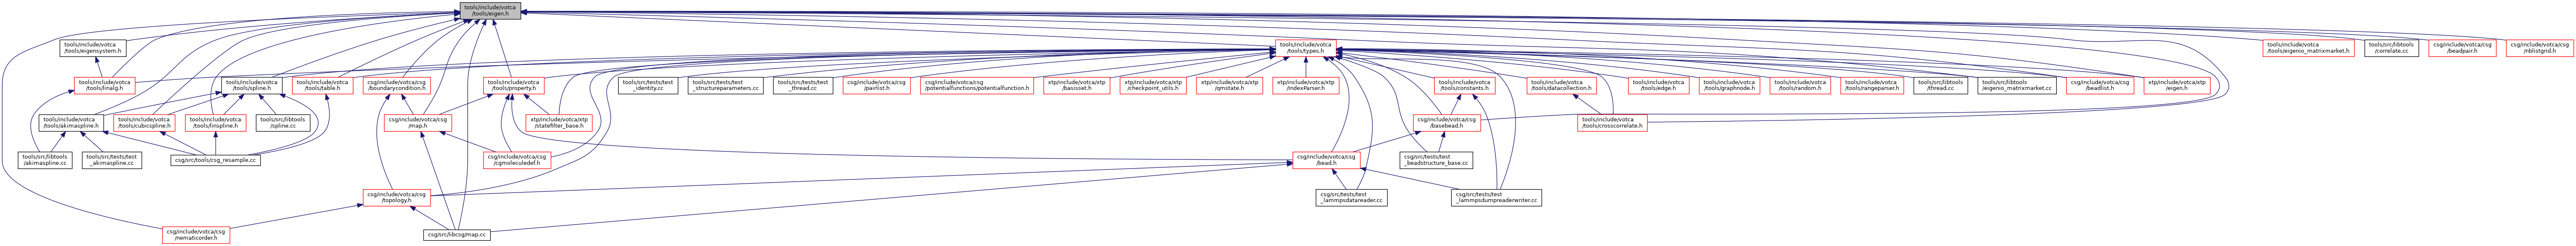 tools/include/votca
/tools/eigen.h
tools/include/votca
/tools/eigensystem.h
tools/include/votca
/tools/types.h
tools/include/votca
/tools/eigenio_matrixmarket.h
tools/src/libtools
/correlate.cc
csg/include/votca/csg
/beadpair.h
csg/include/votca/csg
/nblistgrid.h
tools/include/votca
/tools/linalg.h
tools/include/votca
/tools/spline.h
tools/include/votca
/tools/table.h
csg/include/votca/csg
/boundarycondition.h
tools/include/votca
/tools/property.h
tools/src/tests/test
_identity.cc
tools/src/tests/test
_structureparameters.cc
tools/src/tests/test
_thread.cc
csg/include/votca/csg
/pairlist.h
csg/include/votca/csg
/potentialfunctions/potentialfunction.h
xtp/include/votca/xtp
/basisset.h
xtp/include/votca/xtp
/checkpoint_utils.h
xtp/include/votca/xtp
/qmstate.h
xtp/include/votca/xtp
/IndexParser.h
tools/include/votca
/tools/constants.h
tools/include/votca
/tools/datacollection.h
tools/include/votca
/tools/edge.h
tools/include/votca
/tools/graphnode.h
tools/include/votca
/tools/random.h
tools/include/votca
/tools/rangeparser.h
tools/src/libtools
/thread.cc
tools/src/libtools
/eigenio_matrixmarket.cc
csg/include/votca/csg
/beadlist.h
xtp/include/votca/xtp
/eigen.h
tools/include/votca
/tools/akimaspline.h
tools/include/votca
/tools/cubicspline.h
tools/include/votca
/tools/linspline.h
tools/src/libtools
/spline.cc
csg/include/votca/csg
/map.h
xtp/include/votca/xtp
/statefilter_base.h
csg/include/votca/csg
/basebead.h
tools/include/votca
/tools/crosscorrelate.h
tools/src/libtools
/akimaspline.cc
tools/src/tests/test
_akimaspline.cc
csg/src/tools/csg_resample.cc
csg/include/votca/csg
/cgmoleculedef.h
csg/include/votca/csg
/bead.h
csg/src/tests/test
_beadstructure_base.cc
csg/include/votca/csg
/topology.h
csg/src/tests/test
_lammpsdatareader.cc
csg/src/tests/test
_lammpsdumpreaderwriter.cc
csg/include/votca/csg
/nematicorder.h
csg/src/libcsg/map.cc